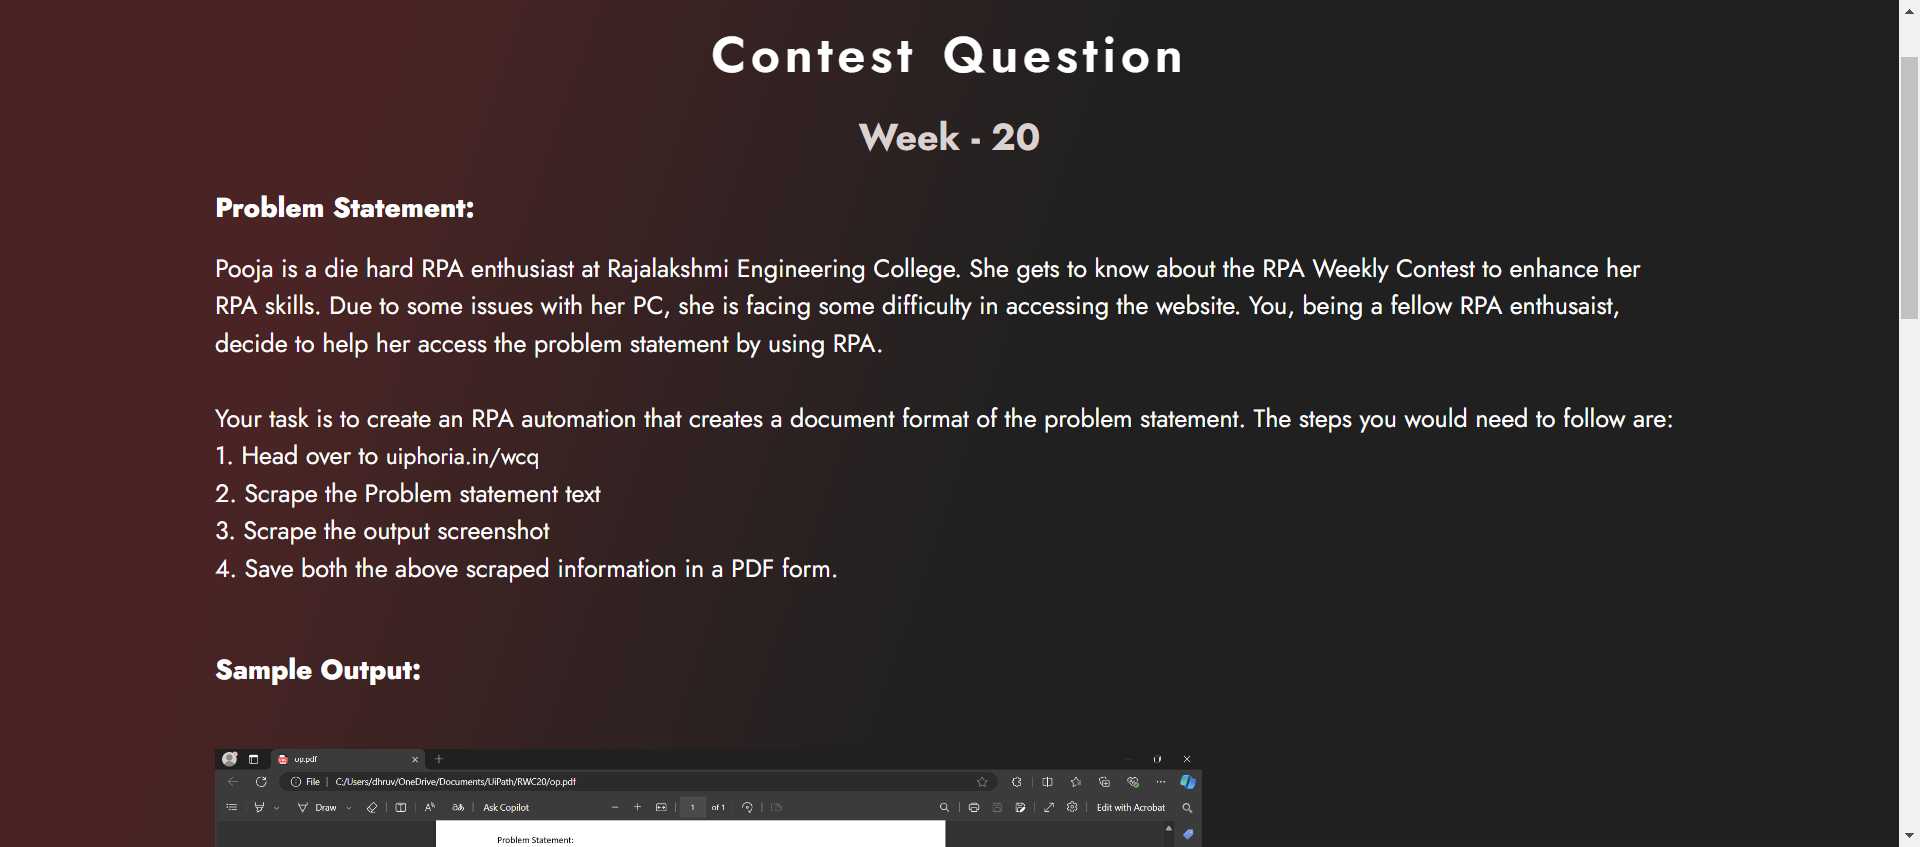 Contest Question
Week - 20
Problem Statement:
Pooja is a die hard RPA enthusiast at Rajalakshmi Engineering College. She gets to know about the RPA Weekly Contest to enhance her
RPA skills. Due to some issues with her PC, she is facing some difficulty in accessing the website. You, being a fellow RPA enthusaist,
decide to help her access the problem statement by using RPA.
Your task is to create an RPA automation that creates a document format of the problem statement. The steps you would need to follow are:
1. Head over to uiphoria.in/wcq
2. Scrape the Problem statement text
3. Scrape the output screenshot
4. Save both the above scraped information in a PDF form.
Sample Output:
op.pdf
File | C:/Users/dhruv/OneDrive/Documents/UiPath/RWC20/op.pdf
Draw Ask Copilot 1 of 1 Edit with Acrobat
Problem Statement: